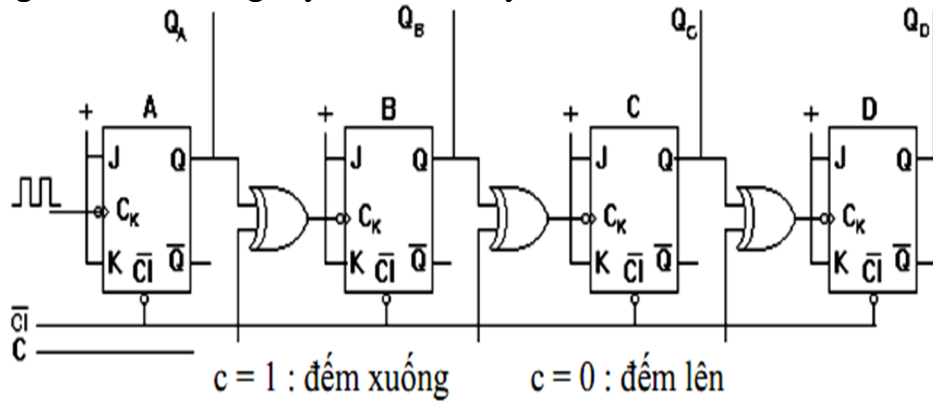 Q_A Q_B Q_C Q_D
+ A + B + C + D
J Q J Q J Q J Q
C_K C_K C_K C_K
K C̅I̅ Q̅ K C̅I̅ Q̅ K C̅I̅ Q̅ K C̅I̅ Q̅
C̅I̅
C
c = 1 : đếm xuống c = 0 : đếm lên